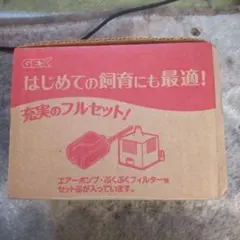 GEX
はじめての飼育にも最適!
充実のフルセット!
エアーポンプ・ぶくぶくフィルター等
セット品が入っています。